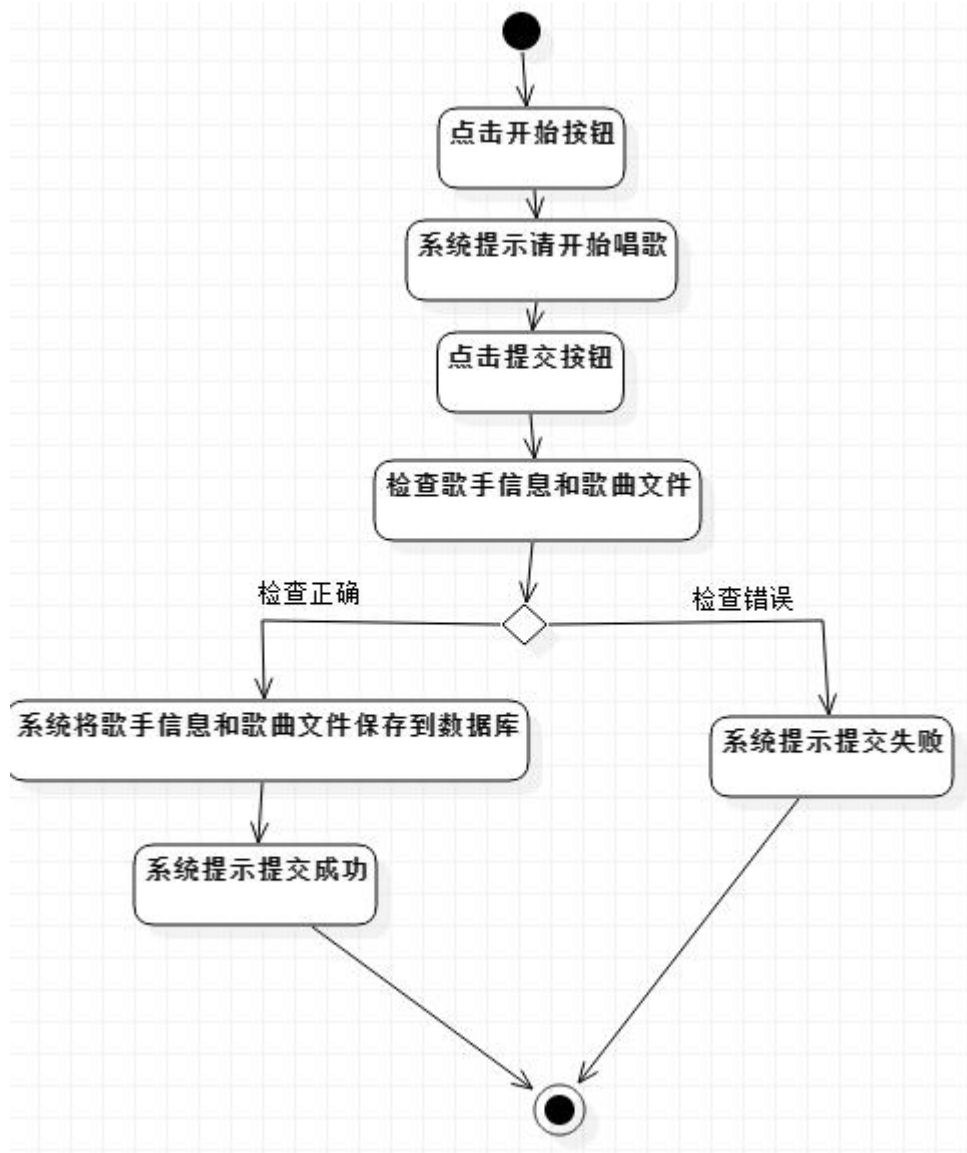 点击开始按钮
系统提示请开始唱歌
点击提交按钮
检查歌手信息和歌曲文件
检查正确
检查错误
系统将歌手信息和歌曲文件保存到数据库
系统提示提交失败
系统提示提交成功